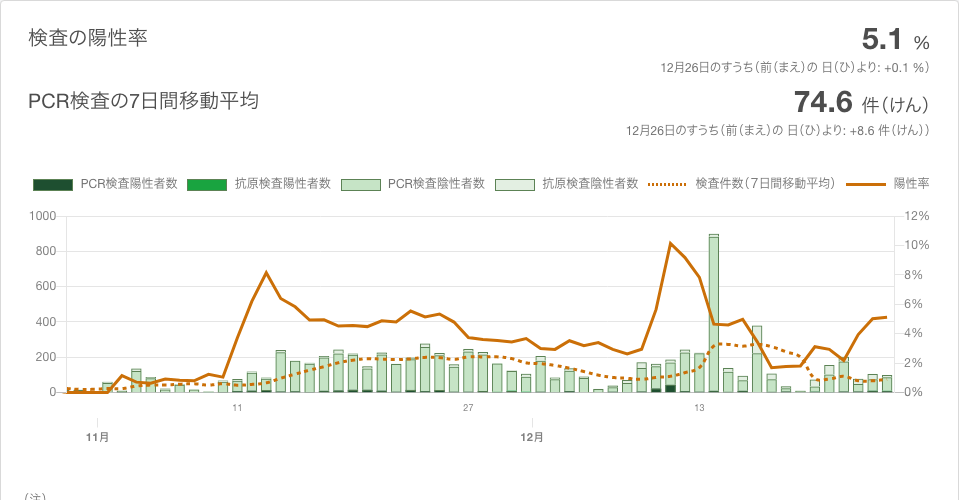 検査の陽性率
5.1 %
12月26日のすうち（前（まえ）の 日（ひ）より: +0.1 %）
PCR検査の7日間移動平均
74.6 件（けん）
12月26日のすうち（前（まえ）の 日（ひ）より: +8.6 件（けん））
PCR検査陽性者数 抗原検査陽性者数 PCR検査陰性者数 抗原検査陰性者数 検査件数（7日間移動平均） 陽性率
1000 12%
10%
800
8%
600
6%
400
4%
200
2%
0 0%
11 27 13
11月 12月
（注）